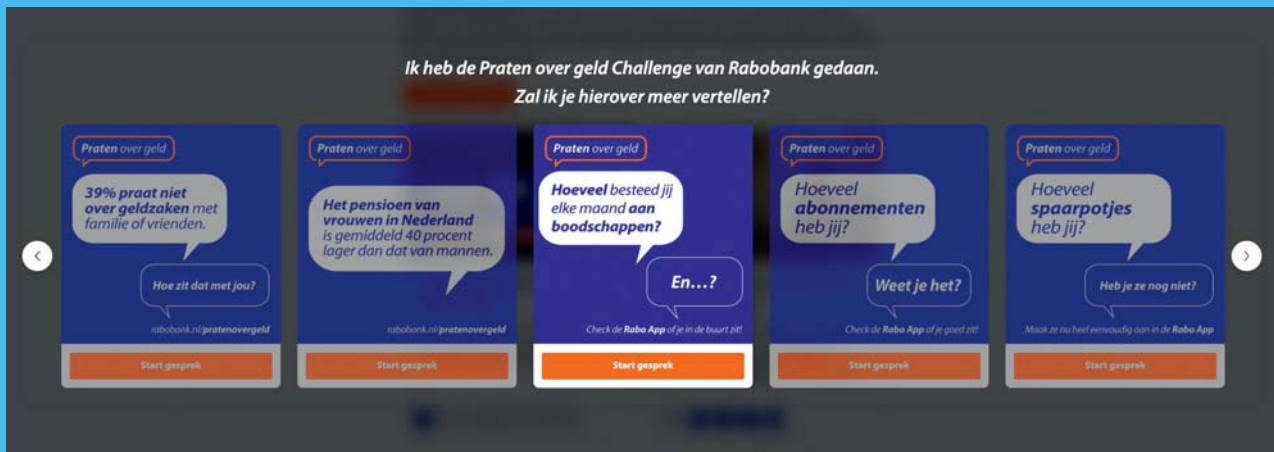 Ik heb de Praten over geld Challenge van Rabobank gedaan.
Zal ik je hierover meer vertellen?
Praten over geld
39% praat niet
over geldzaken met
familie of vrienden.
Hoe zit dat met jou?
rabobank.nl/pratenovergeld
Start gesprek
Praten over geld
Het pensioen van
vrouwen in Nederland
is gemiddeld 40 procent
lager dan dat van mannen.
rabobank.nl/pratenovergeld
Start gesprek
Praten over geld
Hoeveel besteed jij
elke maand aan
boodschappen?
En...?
Check de Rabo App of je in de buurt zit!
Start gesprek
Praten over geld
Hoeveel
abonnementen
heb jij?
Weet je het?
Check de Rabo App of je goed zit!
Start gesprek
Praten over geld
Hoeveel
spaarpotjes
heb jij?
Heb je ze nog niet?
Maak ze nu heel eenvoudig aan in de Rabo App
Start gesprek